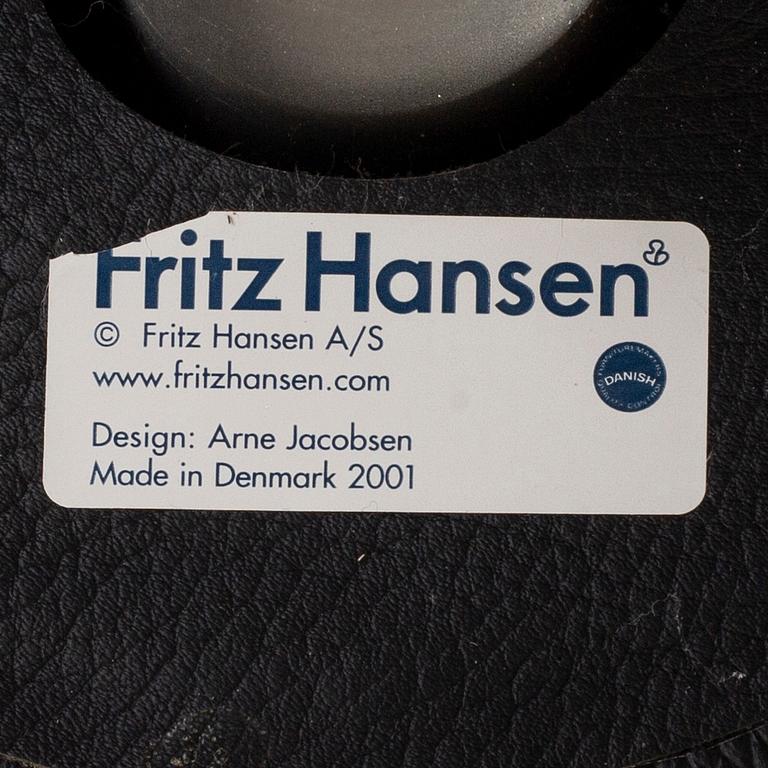 Fritz Hansen
© Fritz Hansen A/S
www.fritzhansen.com
DANISH
Design: Arne Jacobsen
Made in Denmark 2001